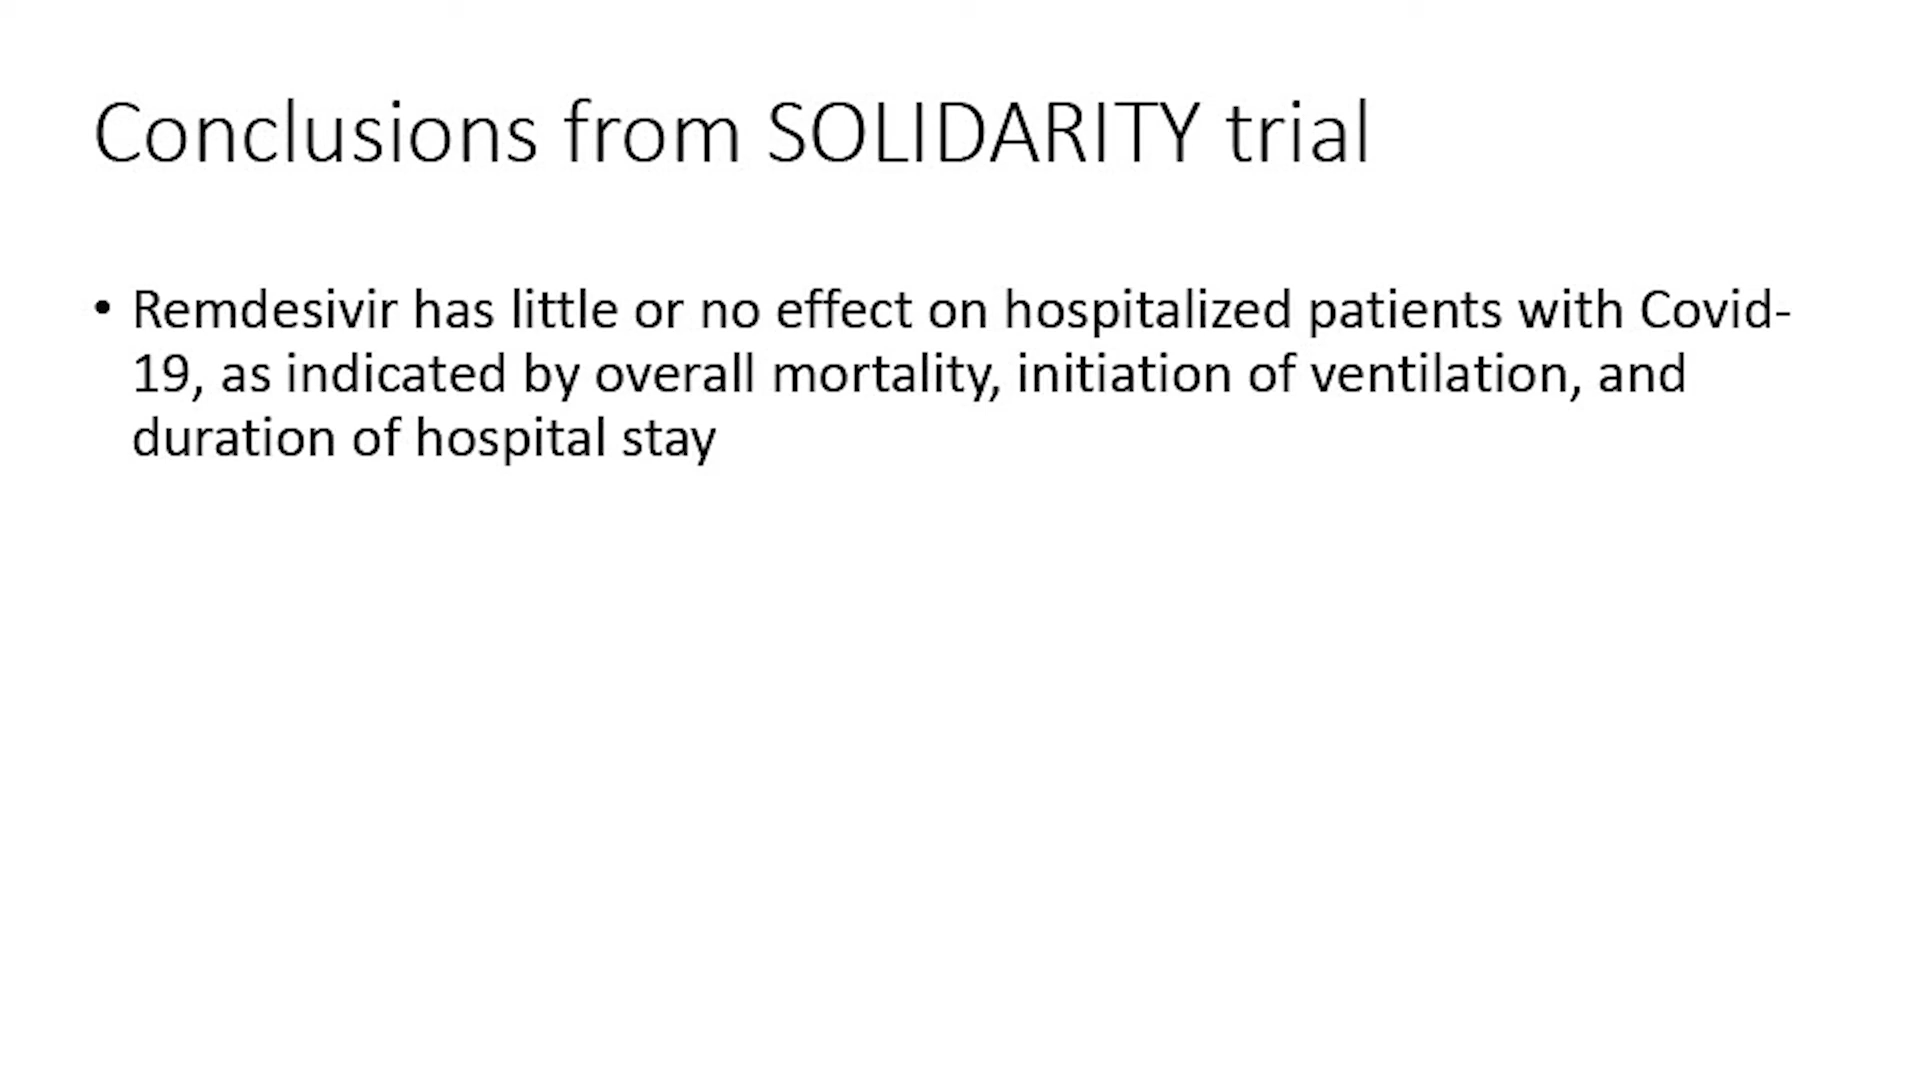 Conclusions from SOLIDARITY trial
• Remdesivir has little or no effect on hospitalized patients with Covid-
19, as indicated by overall mortality, initiation of ventilation, and
duration of hospital stay